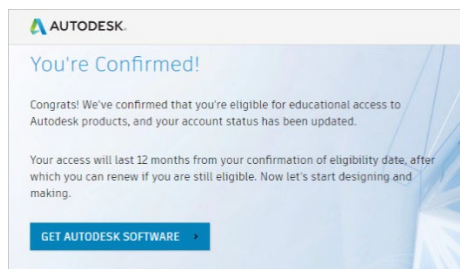 AUTODESK.
You're Confirmed!
Congrats! We've confirmed that you're eligible for educational access to
Autodesk products, and your account status has been updated.
Your access will last 12 months from your confirmation of eligibility date, after
which you can renew if you are still eligible. Now let's start designing and
making.
GET AUTODESK SOFTWARE